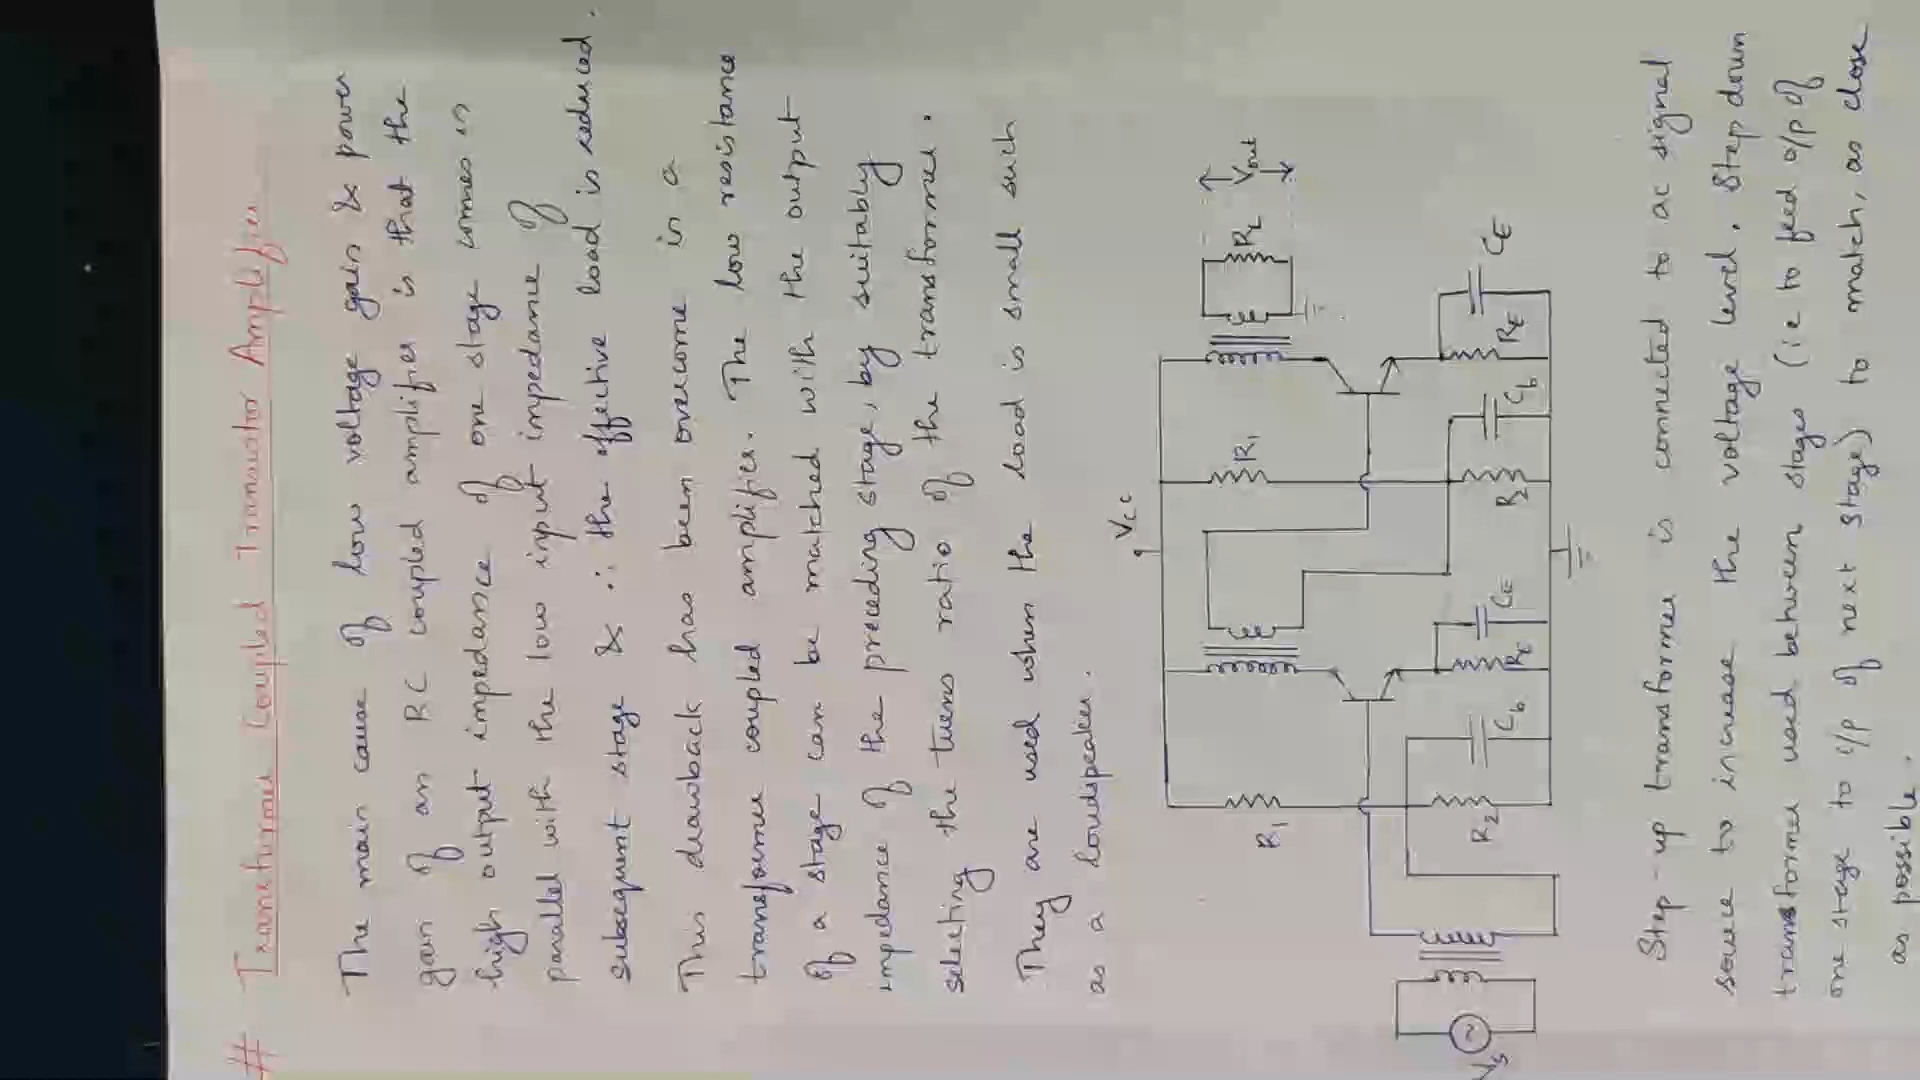 # Transformer Coupled Transistor Amplifier
The main cause of low voltage gain & power
gain of an RC coupled amplifier is that the
high output impedance of one stage comes in
parallel with the low input impedance of
subsequent stage & ∴ the effective load is reduced.
This drawback has been overcome in a
transformer coupled amplifier. The low resistance
of a stage can be matched with the output
impedance of the preceding stage, by suitably
selecting the turns ratio of the transformer.
They are used when the load is small such
as a loudspeaker.
VCC
R1
R1
RL
Vout
R2
Cb
RE
CE
R2
Cb
RE
CE
Vs
Step-up transformer is connected to ac signal
source to increase the voltage level. Step down
transformer used between stages (ie to feed o/p of
one stage to i/p of next stage) to match, as close
as possible.